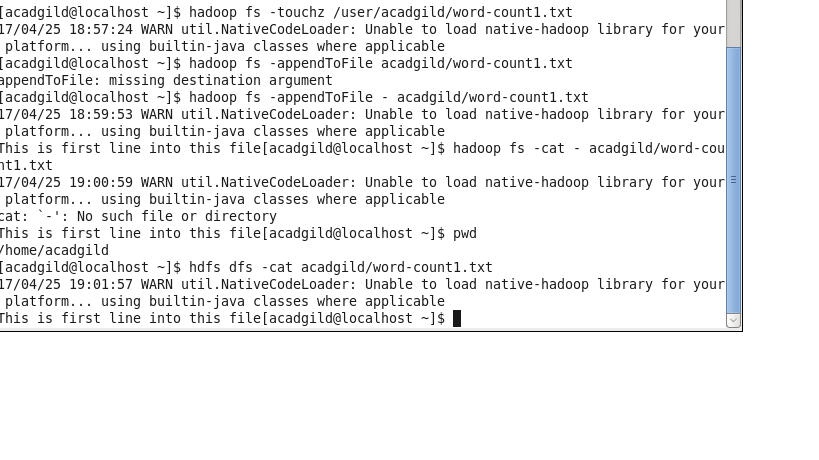 [acadgild@localhost ~]$ hadoop fs -touchz /user/acadgild/word-count1.txt
17/04/25 18:57:24 WARN util.NativeCodeLoader: Unable to load native-hadoop library for your
 platform... using builtin-java classes where applicable
[acadgild@localhost ~]$ hadoop fs -appendToFile acadgild/word-count1.txt
appendToFile: missing destination argument
[acadgild@localhost ~]$ hadoop fs -appendToFile - acadgild/word-count1.txt
17/04/25 18:59:53 WARN util.NativeCodeLoader: Unable to load native-hadoop library for your
 platform... using builtin-java classes where applicable
This is first line into this file[acadgild@localhost ~]$ hadoop fs -cat - acadgild/word-cou
nt1.txt
17/04/25 19:00:59 WARN util.NativeCodeLoader: Unable to load native-hadoop library for your
 platform... using builtin-java classes where applicable
cat: `-': No such file or directory
This is first line into this file[acadgild@localhost ~]$ pwd
/home/acadgild
[acadgild@localhost ~]$ hdfs dfs -cat acadgild/word-count1.txt
17/04/25 19:01:57 WARN util.NativeCodeLoader: Unable to load native-hadoop library for your
 platform... using builtin-java classes where applicable
This is first line into this file[acadgild@localhost ~]$